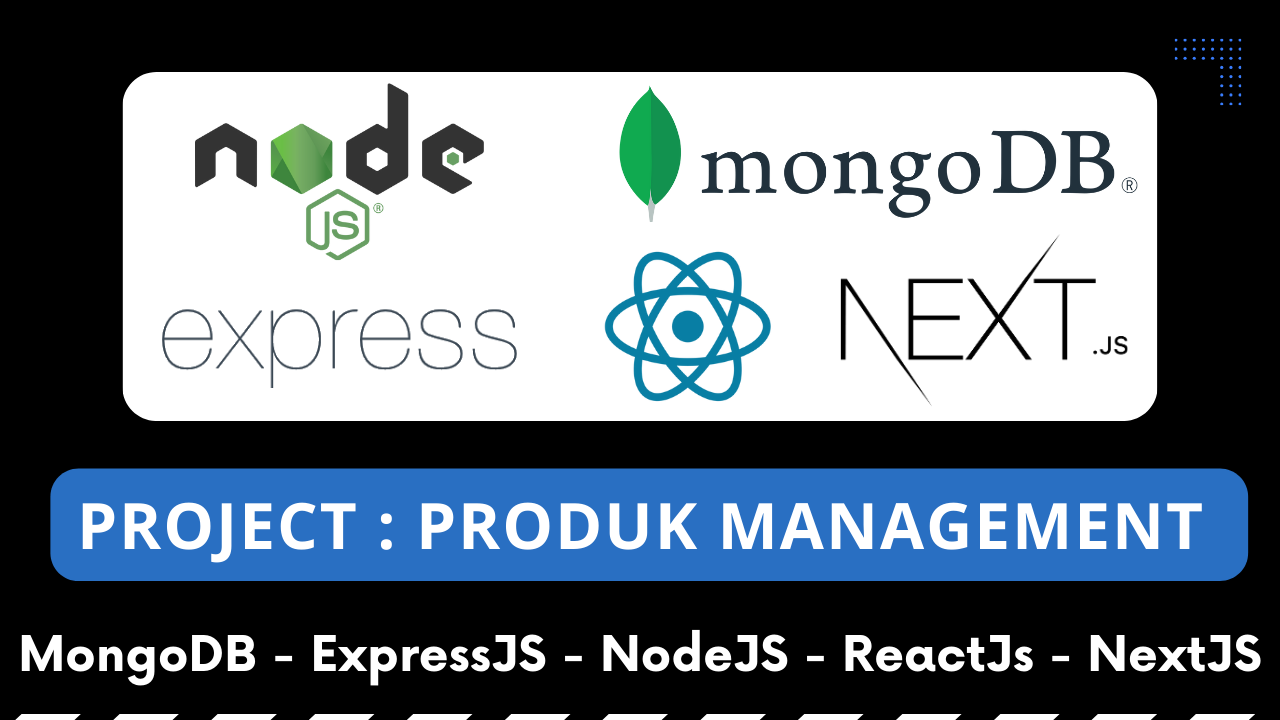 node
JS®
mongoDB®
express
NEXT.JS
PROJECT : PRODUK MANAGEMENT
MongoDB - ExpressJS - NodeJS - ReactJs - NextJS